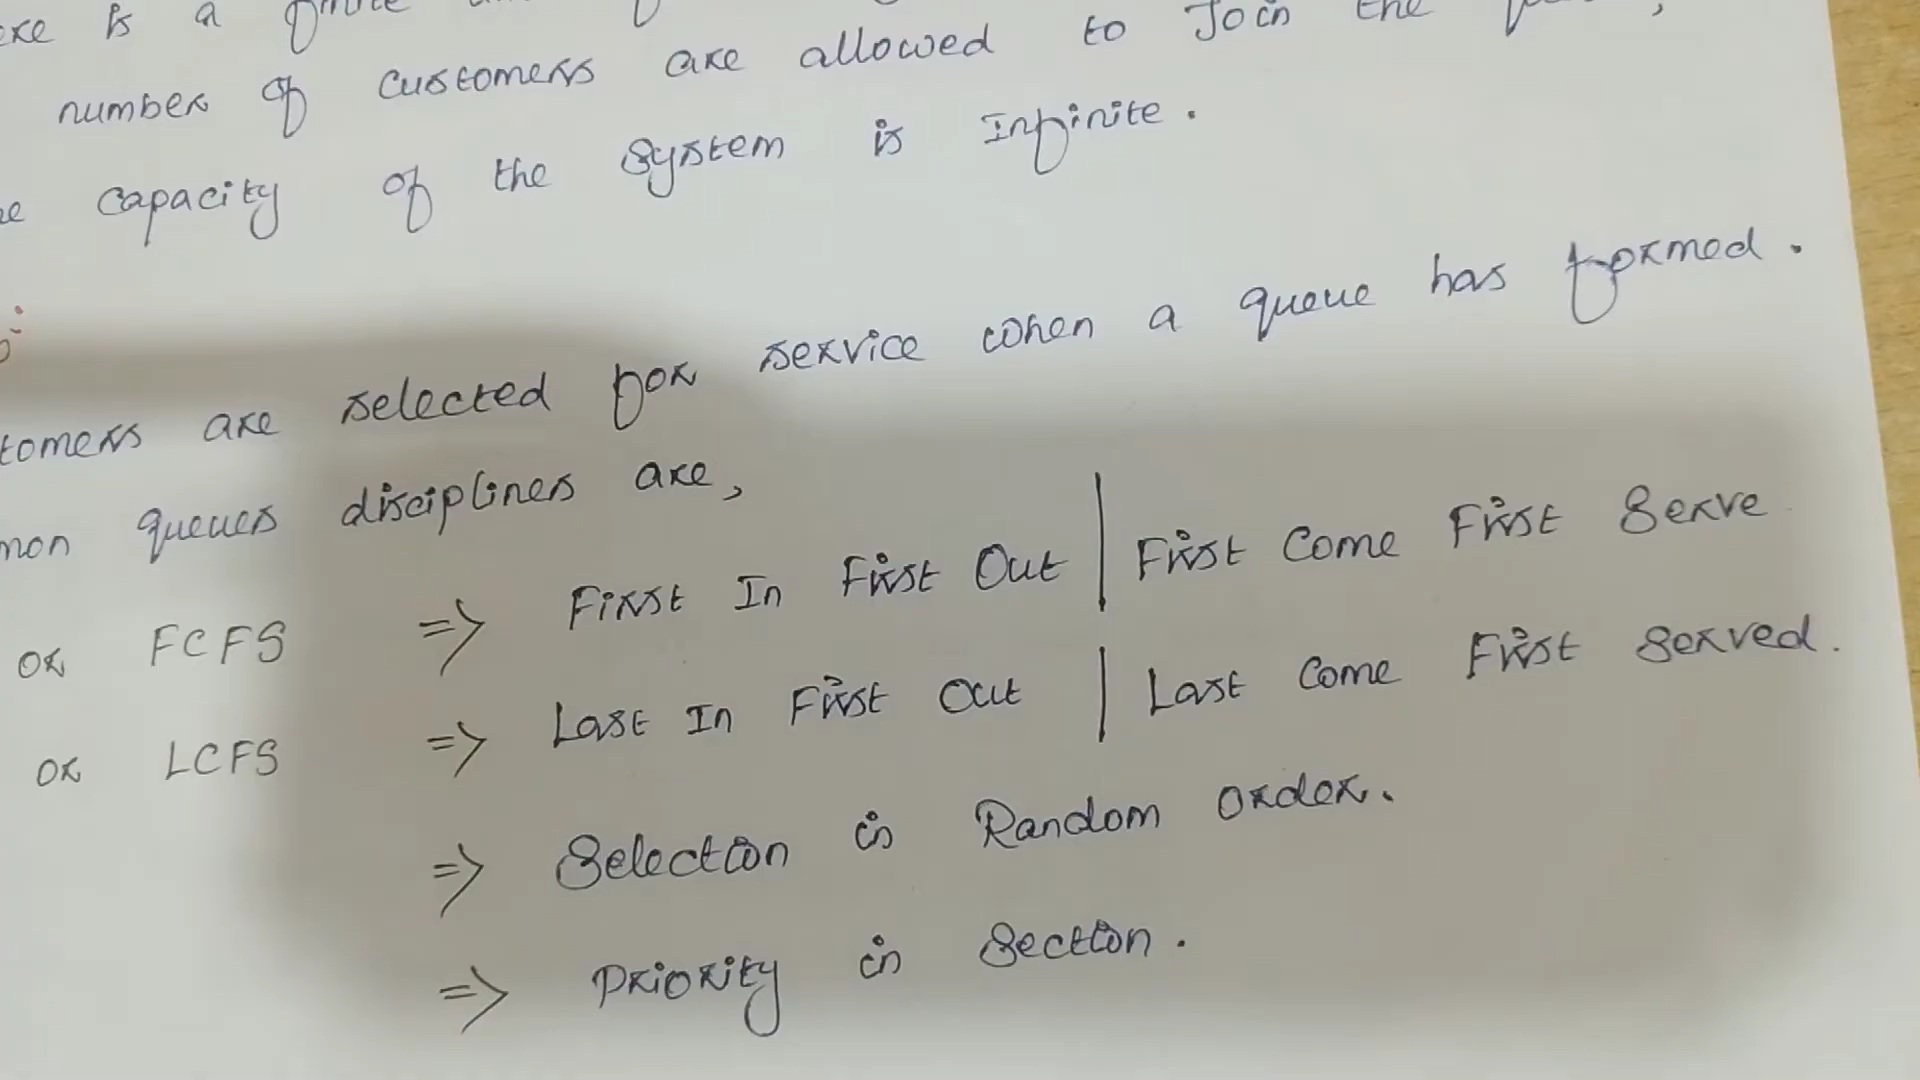 is a
number of customers are allowed to Join the
capacity of the System is Infinite.
are selected for service when a queue has formed.
queues disciplines are,
or FCFS => First In First Out | First Come First Serve
or LCFS => Last In First Out | Last Come First Served.
=> Selection in Random order.
=> Priority in Section.